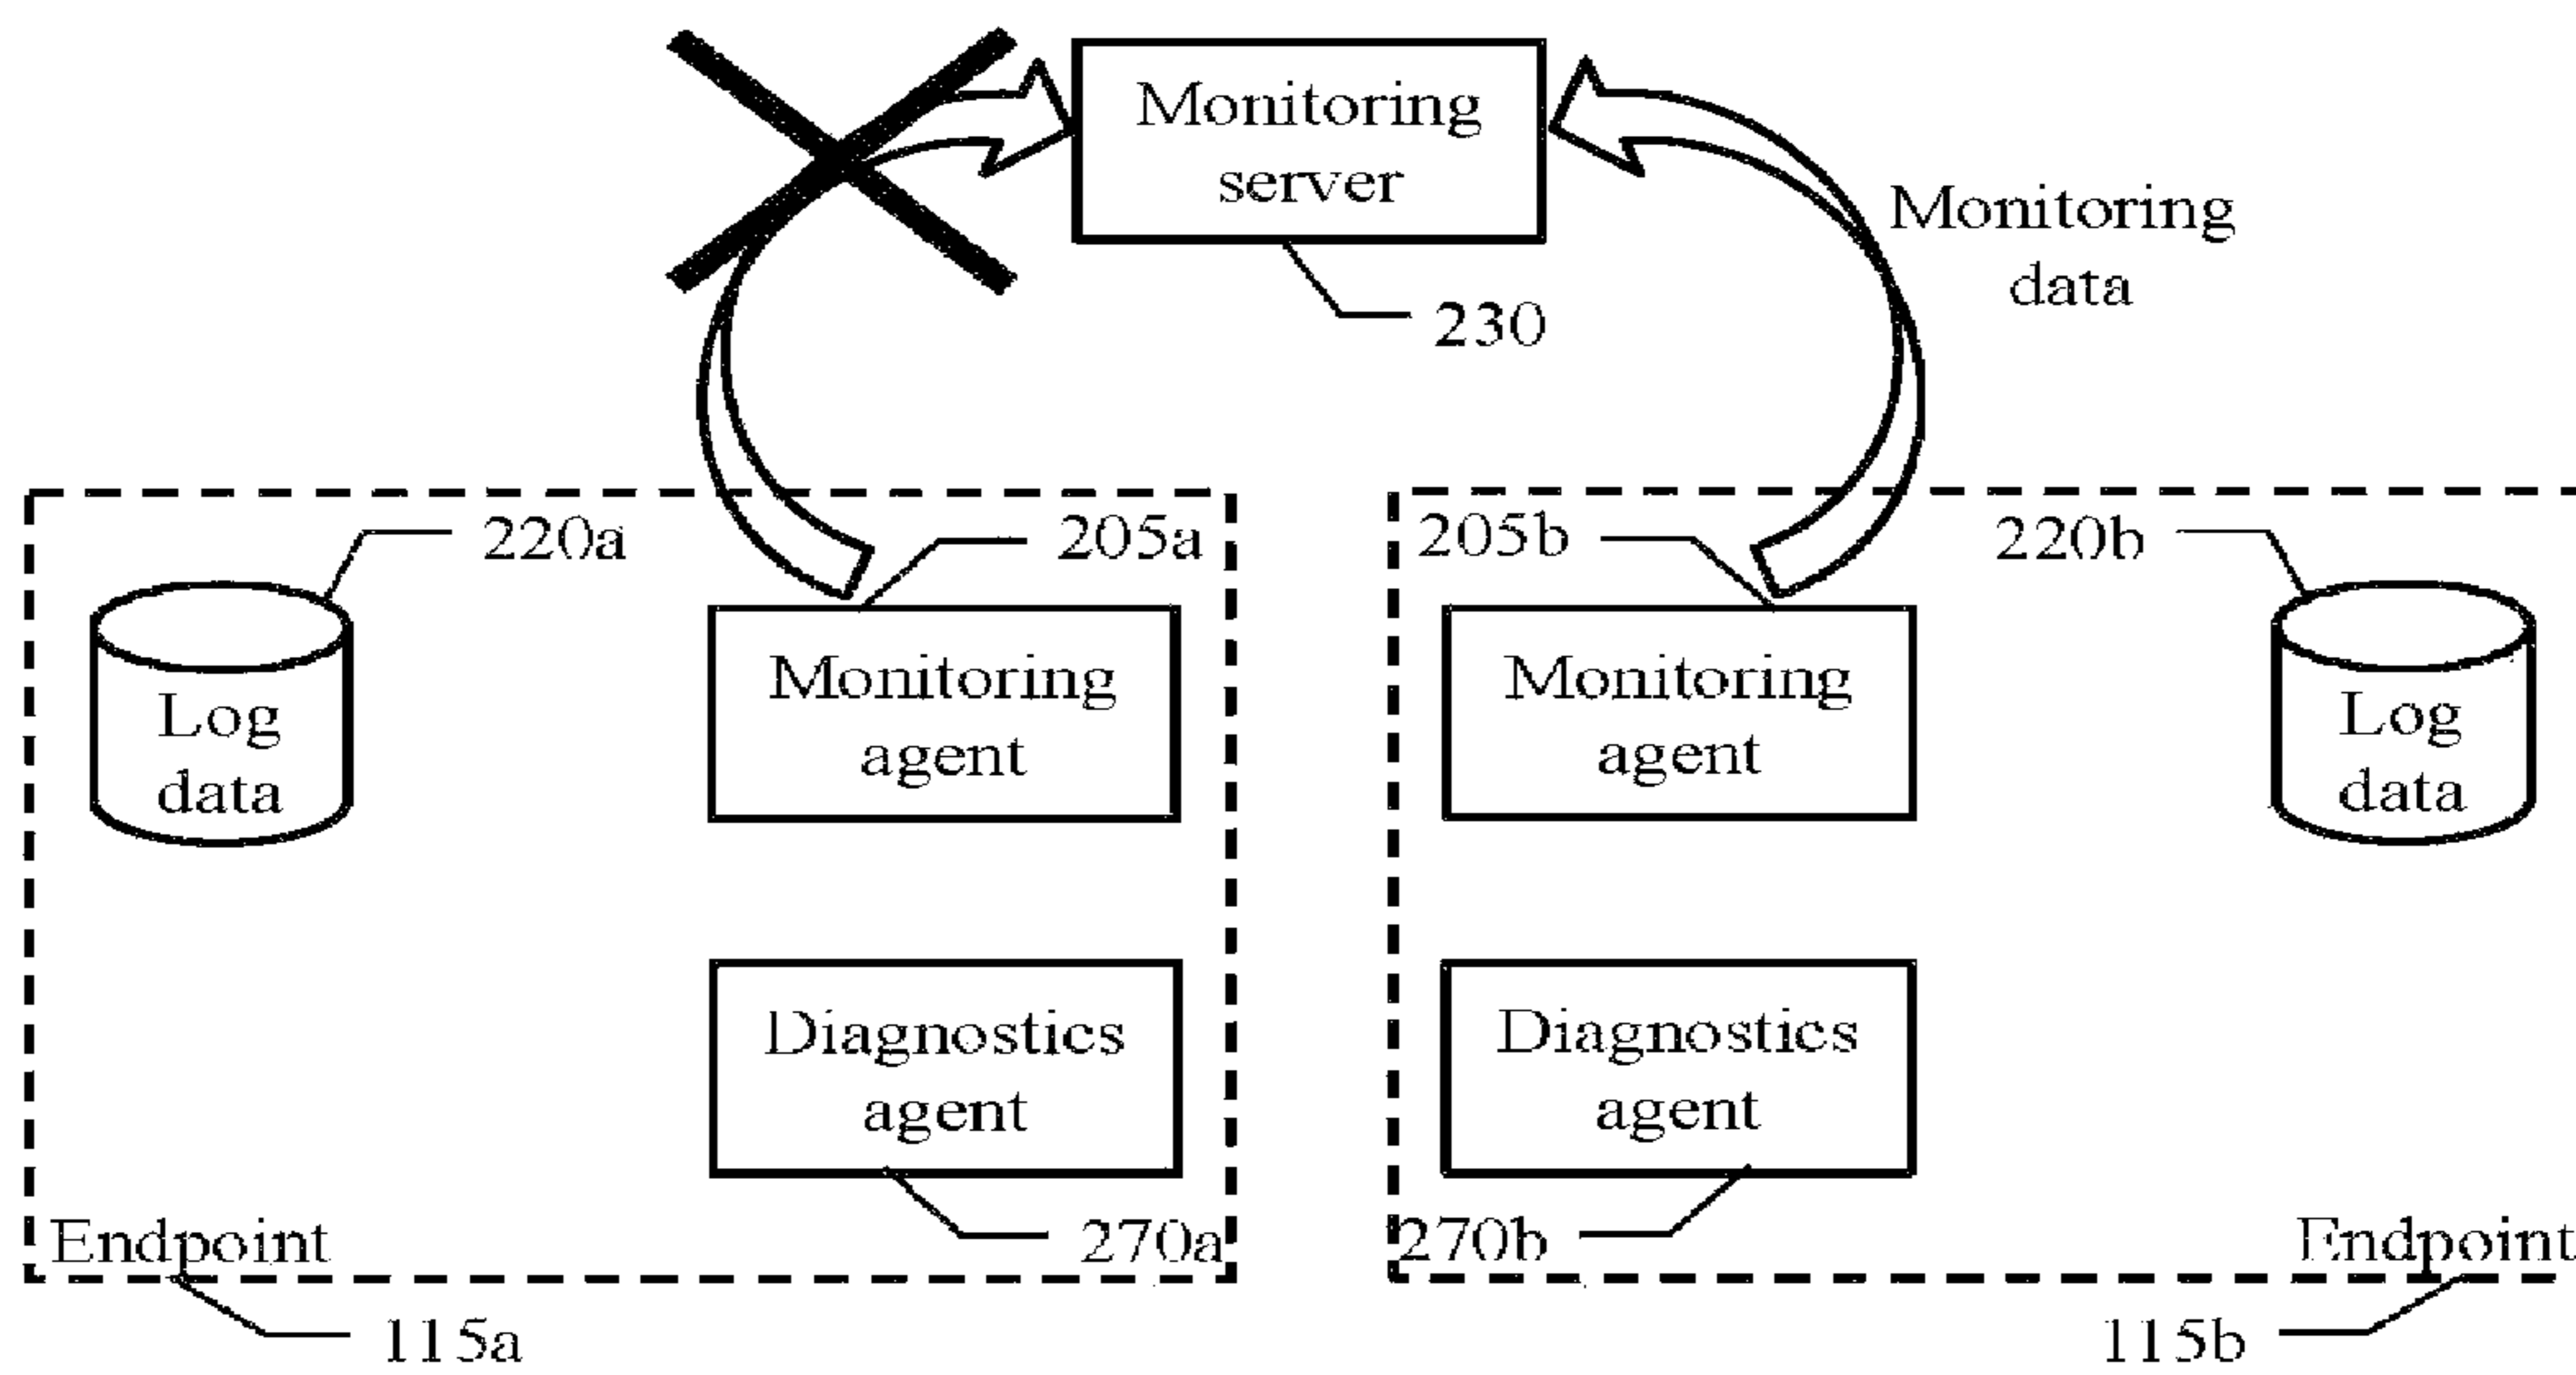 Monitoring
server
Monitoring
data
230
220a
205a
205b
220b
Log
data
Monitoring
agent
Monitoring
agent
Log
data
Diagnostics
agent
Diagnostics
agent
Endpoint
270a
270b
Endpoint
115a
115b